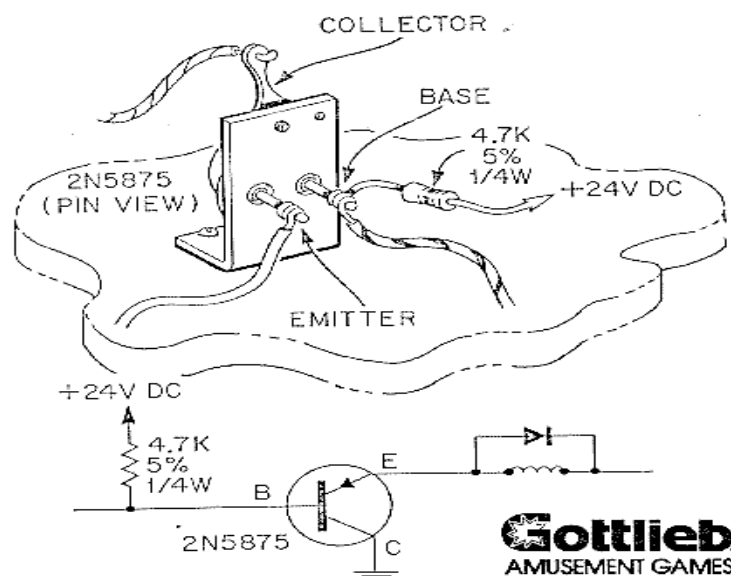 COLLECTOR
BASE
4.7K
5%
1/4W
+24V DC
2N5875
(PIN VIEW)
EMITTER
+24V DC
4.7K
5%
1/4W
B
E
2N5875
C
Gottlieb
AMUSEMENT GAMES